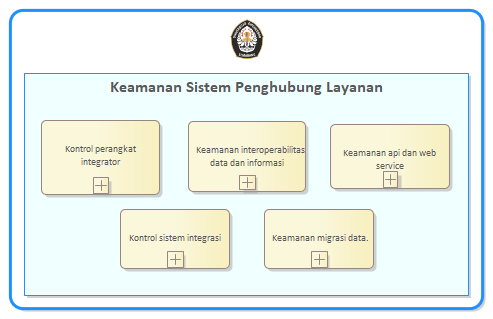 Keamanan Sistem Penghubung Layanan
Kontrol perangkat
integrator
Keamanan interoperabilitas
data dan informasi
Keamanan api dan web
service
Kontrol sistem integrasi
Keamanan migrasi data.